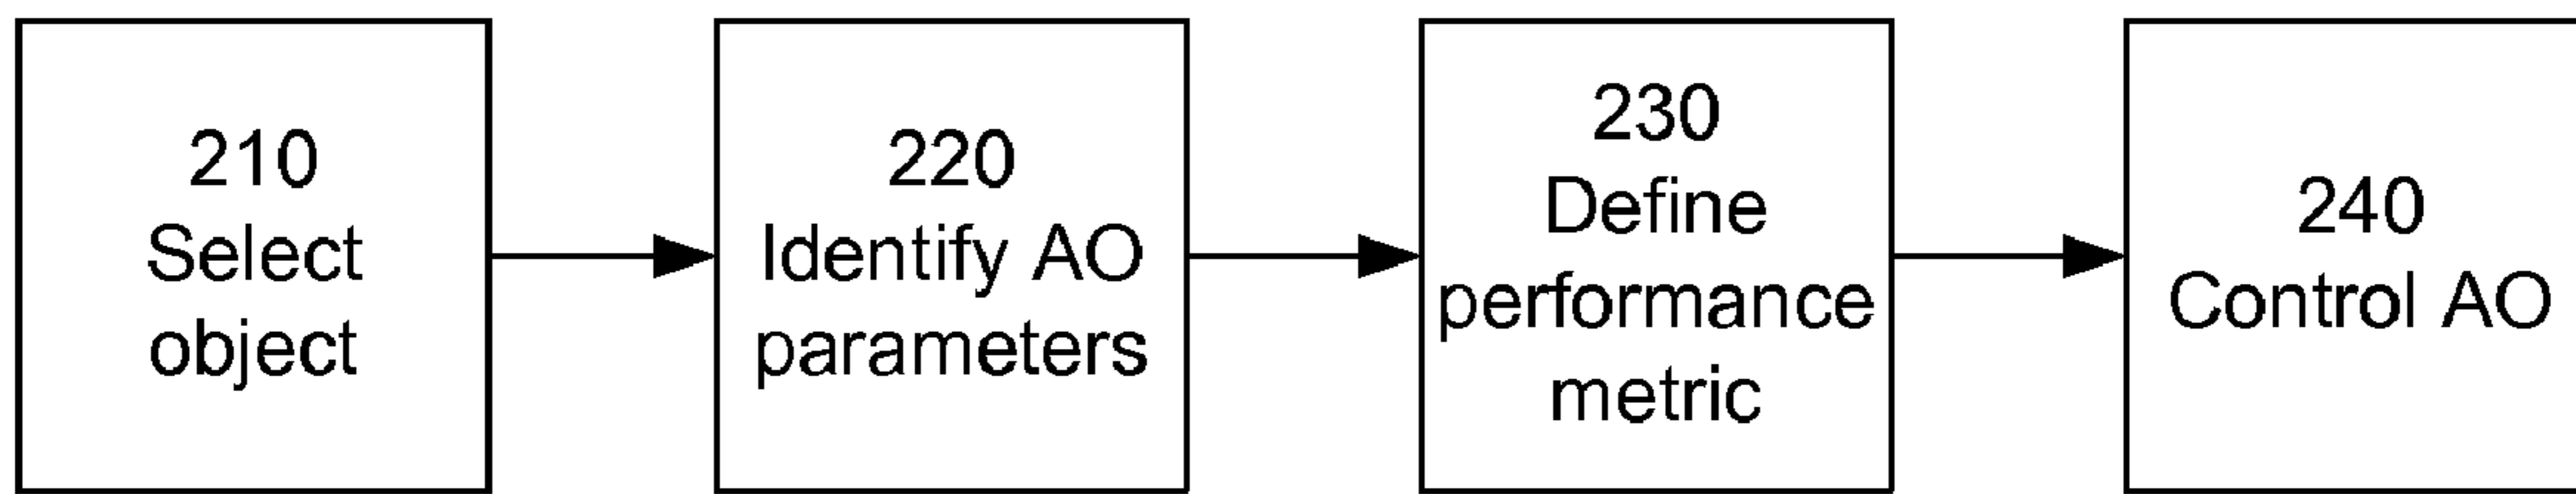 210
Select
object
220
Identify AO
parameters
230
Define
performance
metric
240
Control AO